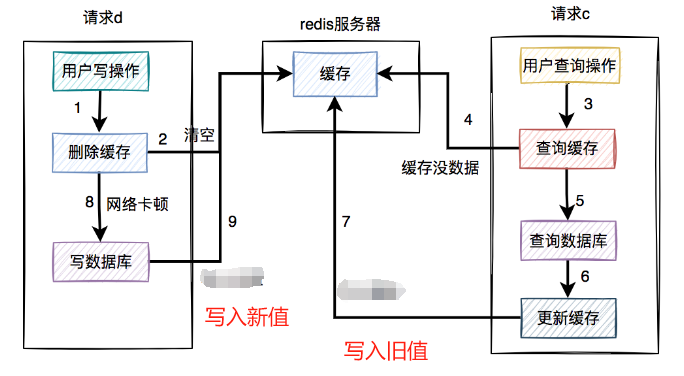 请求d
redis服务器
请求c
用户写操作
缓存
用户查询操作
1
3
删除缓存
2
清空
4
查询缓存
缓存没数据
8
网络卡顿
5
9
7
写数据库
查询数据库
6
写入新值
更新缓存
写入旧值